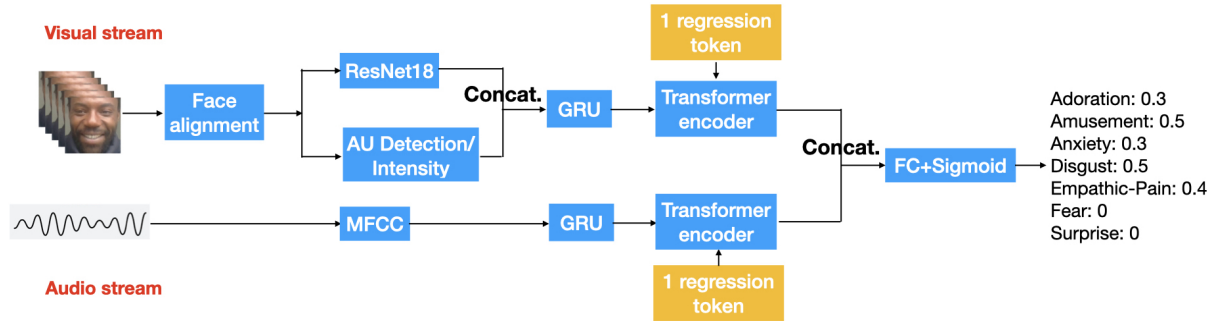 Visual stream
1 regression
token
ResNet18
Face
alignment
Concat.
GRU
Transformer
encoder
AU Detection/
Intensity
Concat.
FC+Sigmoid
Adoration: 0.3
Amusement: 0.5
Anxiety: 0.3
Disgust: 0.5
Empathic-Pain: 0.4
Fear: 0
Surprise: 0
MFCC
GRU
Transformer
encoder
1 regression
token
Audio stream